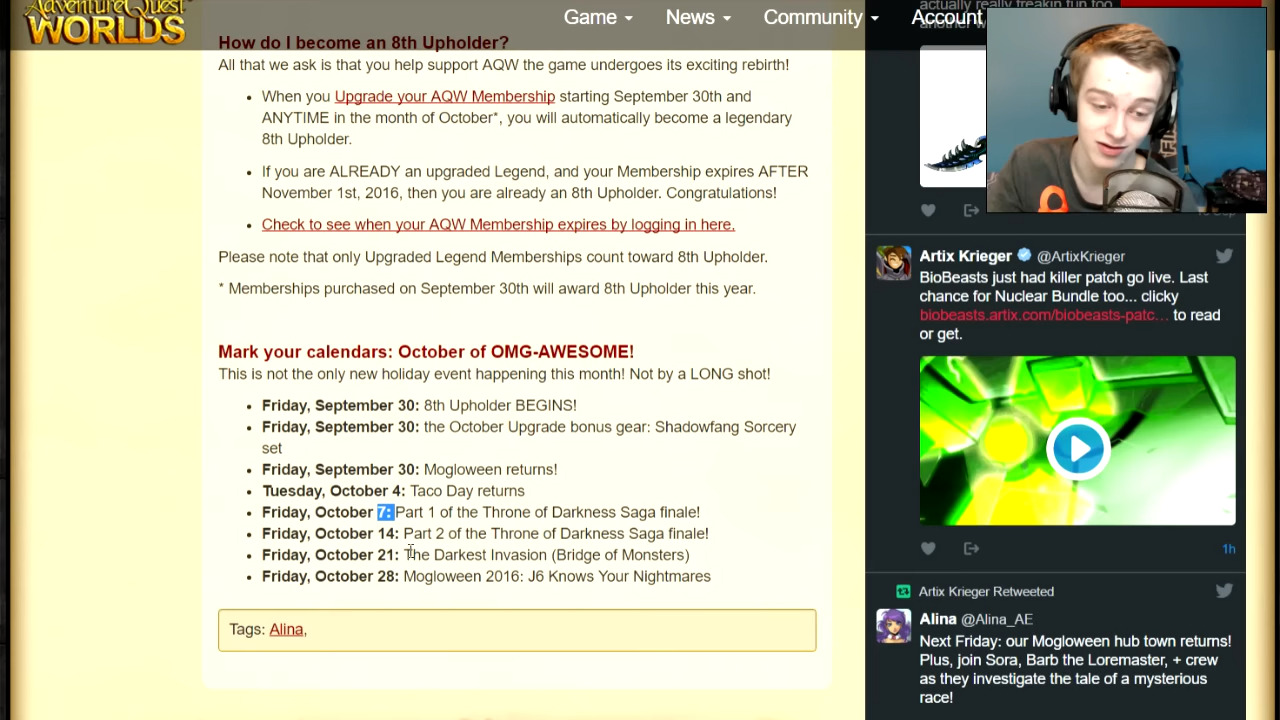 AdventureQuest
WORLDS
Game
News
Community
Account
How do I become an 8th Upholder?
All that we ask is that you help support AQW the game undergoes its exciting rebirth!
• When you Upgrade your AQW Membership starting September 30th and
ANYTIME in the month of October*, you will automatically become a legendary
8th Upholder.
• If you are ALREADY an upgraded Legend, and your Membership expires AFTER
November 1st, 2016, then you are already an 8th Upholder. Congratulations!
• Check to see when your AQW Membership expires by logging in here.
Please note that only Upgraded Legend Memberships count toward 8th Upholder.
* Memberships purchased on September 30th will award 8th Upholder this year.
Mark your calendars: October of OMG-AWESOME!
This is not the only new holiday event happening this month! Not by a LONG shot!
• Friday, September 30: 8th Upholder BEGINS!
• Friday, September 30: the October Upgrade bonus gear: Shadowfang Sorcery
set
• Friday, September 30: Mogloween returns!
• Tuesday, October 4: Taco Day returns
• Friday, October 7: Part 1 of the Throne of Darkness Saga finale!
• Friday, October 14: Part 2 of the Throne of Darkness Saga finale!
• Friday, October 21: The Darkest Invasion (Bridge of Monsters)
• Friday, October 28: Mogloween 2016: J6 Knows Your Nightmares
Tags: Alina,
actually really freakin fun too
another
Artix Krieger @ArtixKrieger
BioBeasts just had killer patch go live. Last
chance for Nuclear Bundle too... clicky
biobeasts.artix.com/biobeasts-patc... to read
or get.
1h
Artix Krieger Retweeted
Alina @Alina_AE
Next Friday: our Mogloween hub town returns!
Plus, join Sora, Barb the Loremaster, + crew
as they investigate the tale of a mysterious
race!